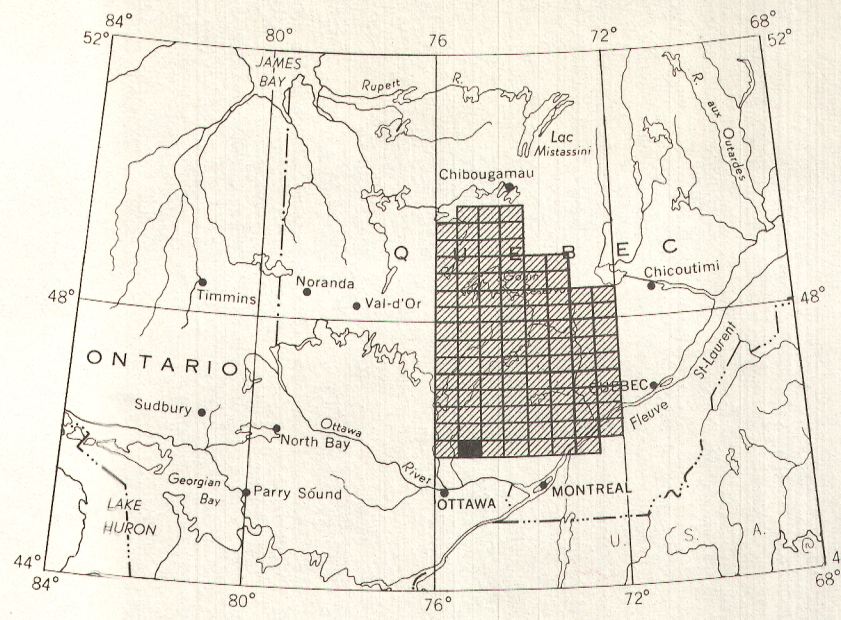 84°
80°
76
72°
68°
52°
52°
JAMES
BAY
Rupert R.
R. aux Outardes
Lac
Mistassini
Chibougamau
Q U E B E C
Gouin
Chicoutimi
Noranda
Timmins
Val-d'Or
48°
48°
ONTARIO
St-Laurent
QUEBEC
Sudbury
Fleuve
Ottawa
North Bay
River
Georgian
Bay
Parry Sound
OTTAWA
MONTREAL
LAKE
HURON
U. S. A.
44°
84°
80°
76°
72°
68°
4